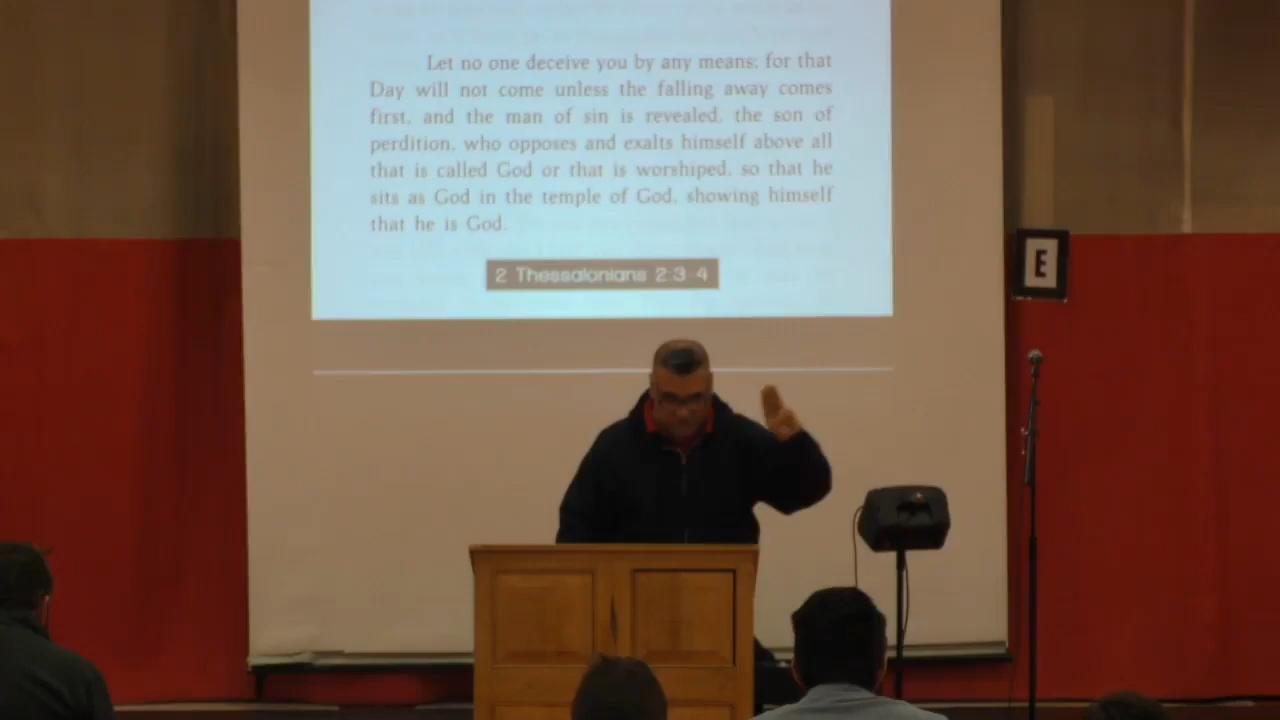 Let no one deceive you by any means; for that
Day will not come unless the falling away comes
first, and the man of sin is revealed, the son of
perdition, who opposes and exalts himself above all
that is called God or that is worshiped, so that he
sits as God in the temple of God, showing himself
that he is God.
2 Thessalonians 2:3-4
E